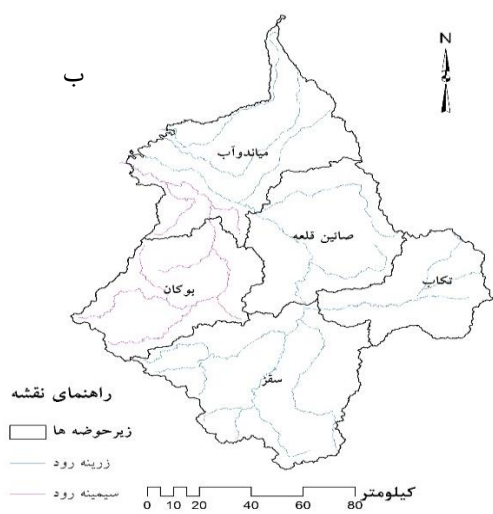 ب
N
میاندوآب
صائین قلعه
تکاب
بوکان
سقز
راهنمای نقشه
زیرحوضه ها
زرینه رود
سیمینه رود
کیلومتر
0 10 20 40 60 80